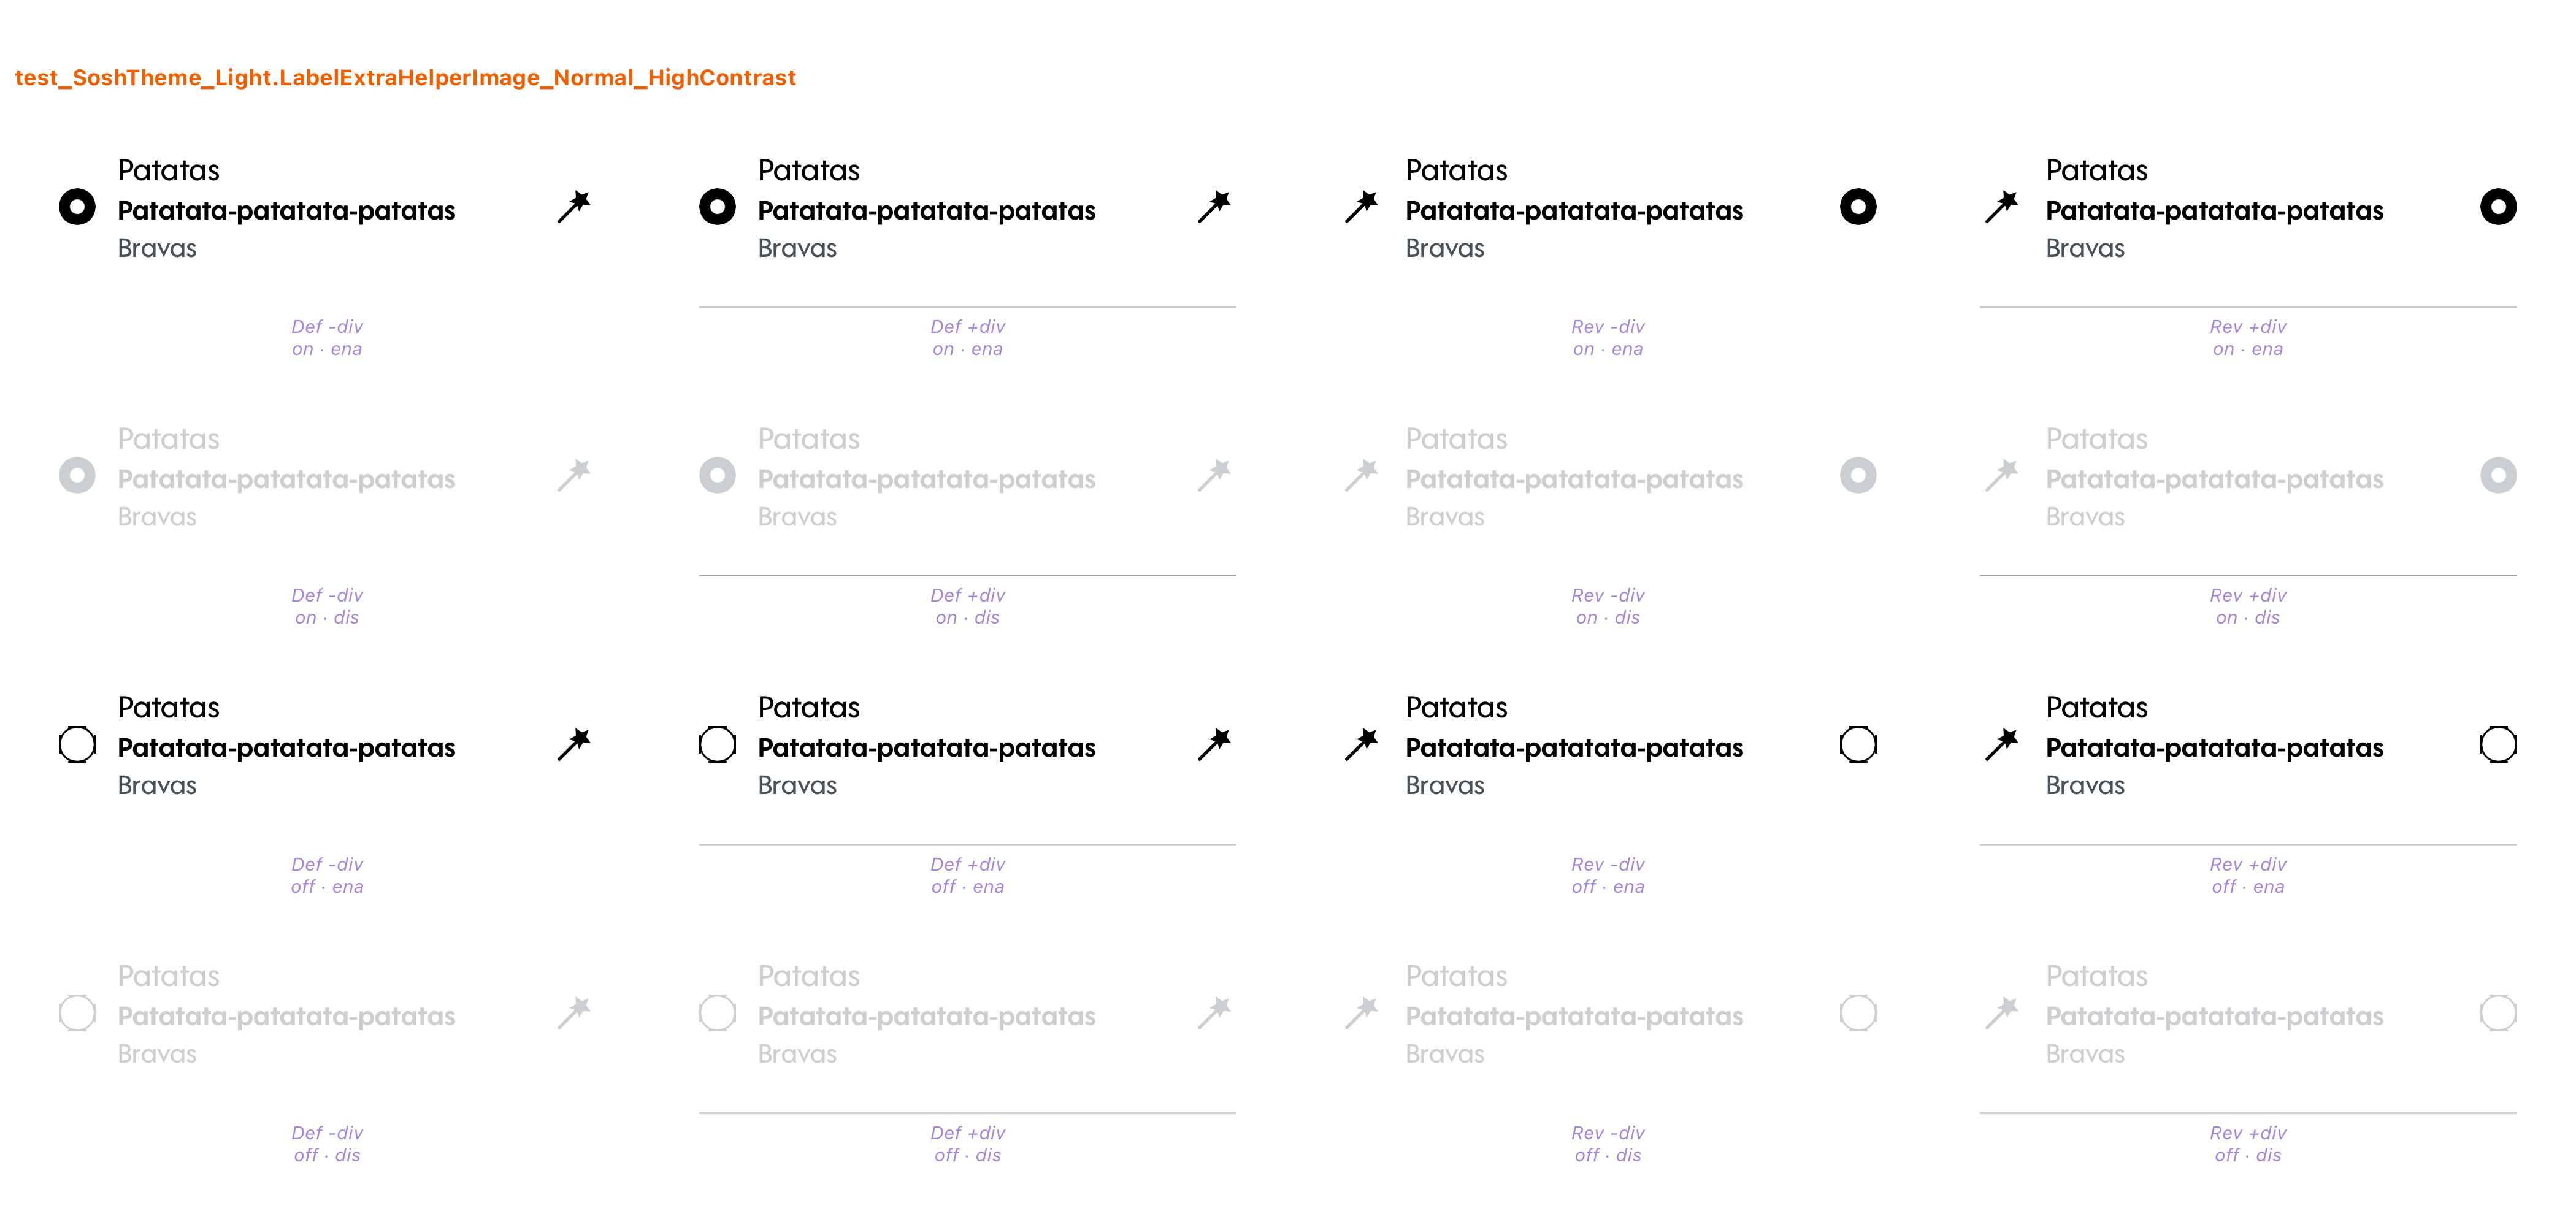 test_SoshTheme_Light.LabelExtraHelperImage_Normal_HighContrast
Patatas
Patatata-patatata-patatas
Bravas
Def -div
on · ena
Patatas
Patatata-patatata-patatas
Bravas
Def +div
on · ena
Patatas
Patatata-patatata-patatas
Bravas
Rev -div
on · ena
Patatas
Patatata-patatata-patatas
Bravas
Rev +div
on · ena
Patatas
Patatata-patatata-patatas
Bravas
Def -div
on · dis
Patatas
Patatata-patatata-patatas
Bravas
Def +div
on · dis
Patatas
Patatata-patatata-patatas
Bravas
Rev -div
on · dis
Patatas
Patatata-patatata-patatas
Bravas
Rev +div
on · dis
Patatas
Patatata-patatata-patatas
Bravas
Def -div
off · ena
Patatas
Patatata-patatata-patatas
Bravas
Def +div
off · ena
Patatas
Patatata-patatata-patatas
Bravas
Rev -div
off · ena
Patatas
Patatata-patatata-patatas
Bravas
Rev +div
off · ena
Patatas
Patatata-patatata-patatas
Bravas
Def -div
off · dis
Patatas
Patatata-patatata-patatas
Bravas
Def +div
off · dis
Patatas
Patatata-patatata-patatas
Bravas
Rev -div
off · dis
Patatas
Patatata-patatata-patatas
Bravas
Rev +div
off · dis